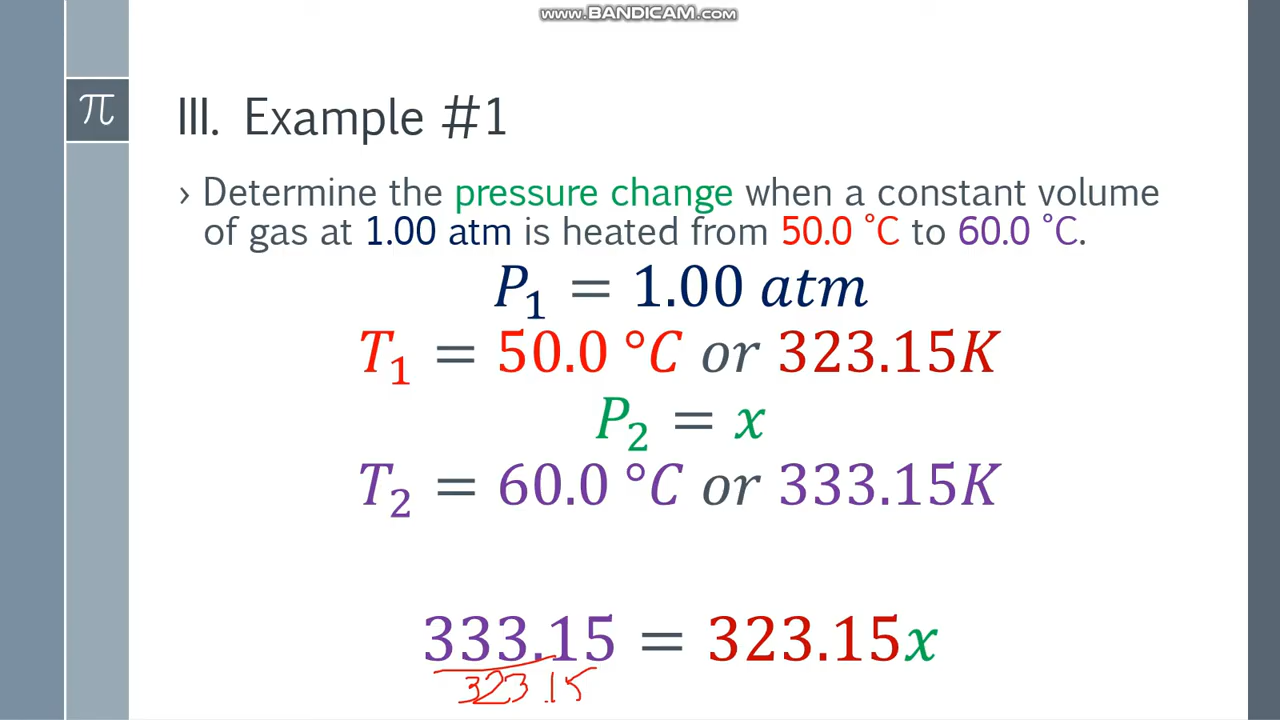 www.BANDICAM.com
π
III. Example #1
› Determine the pressure change when a constant volume
of gas at 1.00 atm is heated from 50.0 °C to 60.0 °C.
P₁ = 1.00 atm
T₁ = 50.0 °C or 323.15K
P₂ = x
T₂ = 60.0 °C or 333.15K
333.15 = 323.15x
323.15